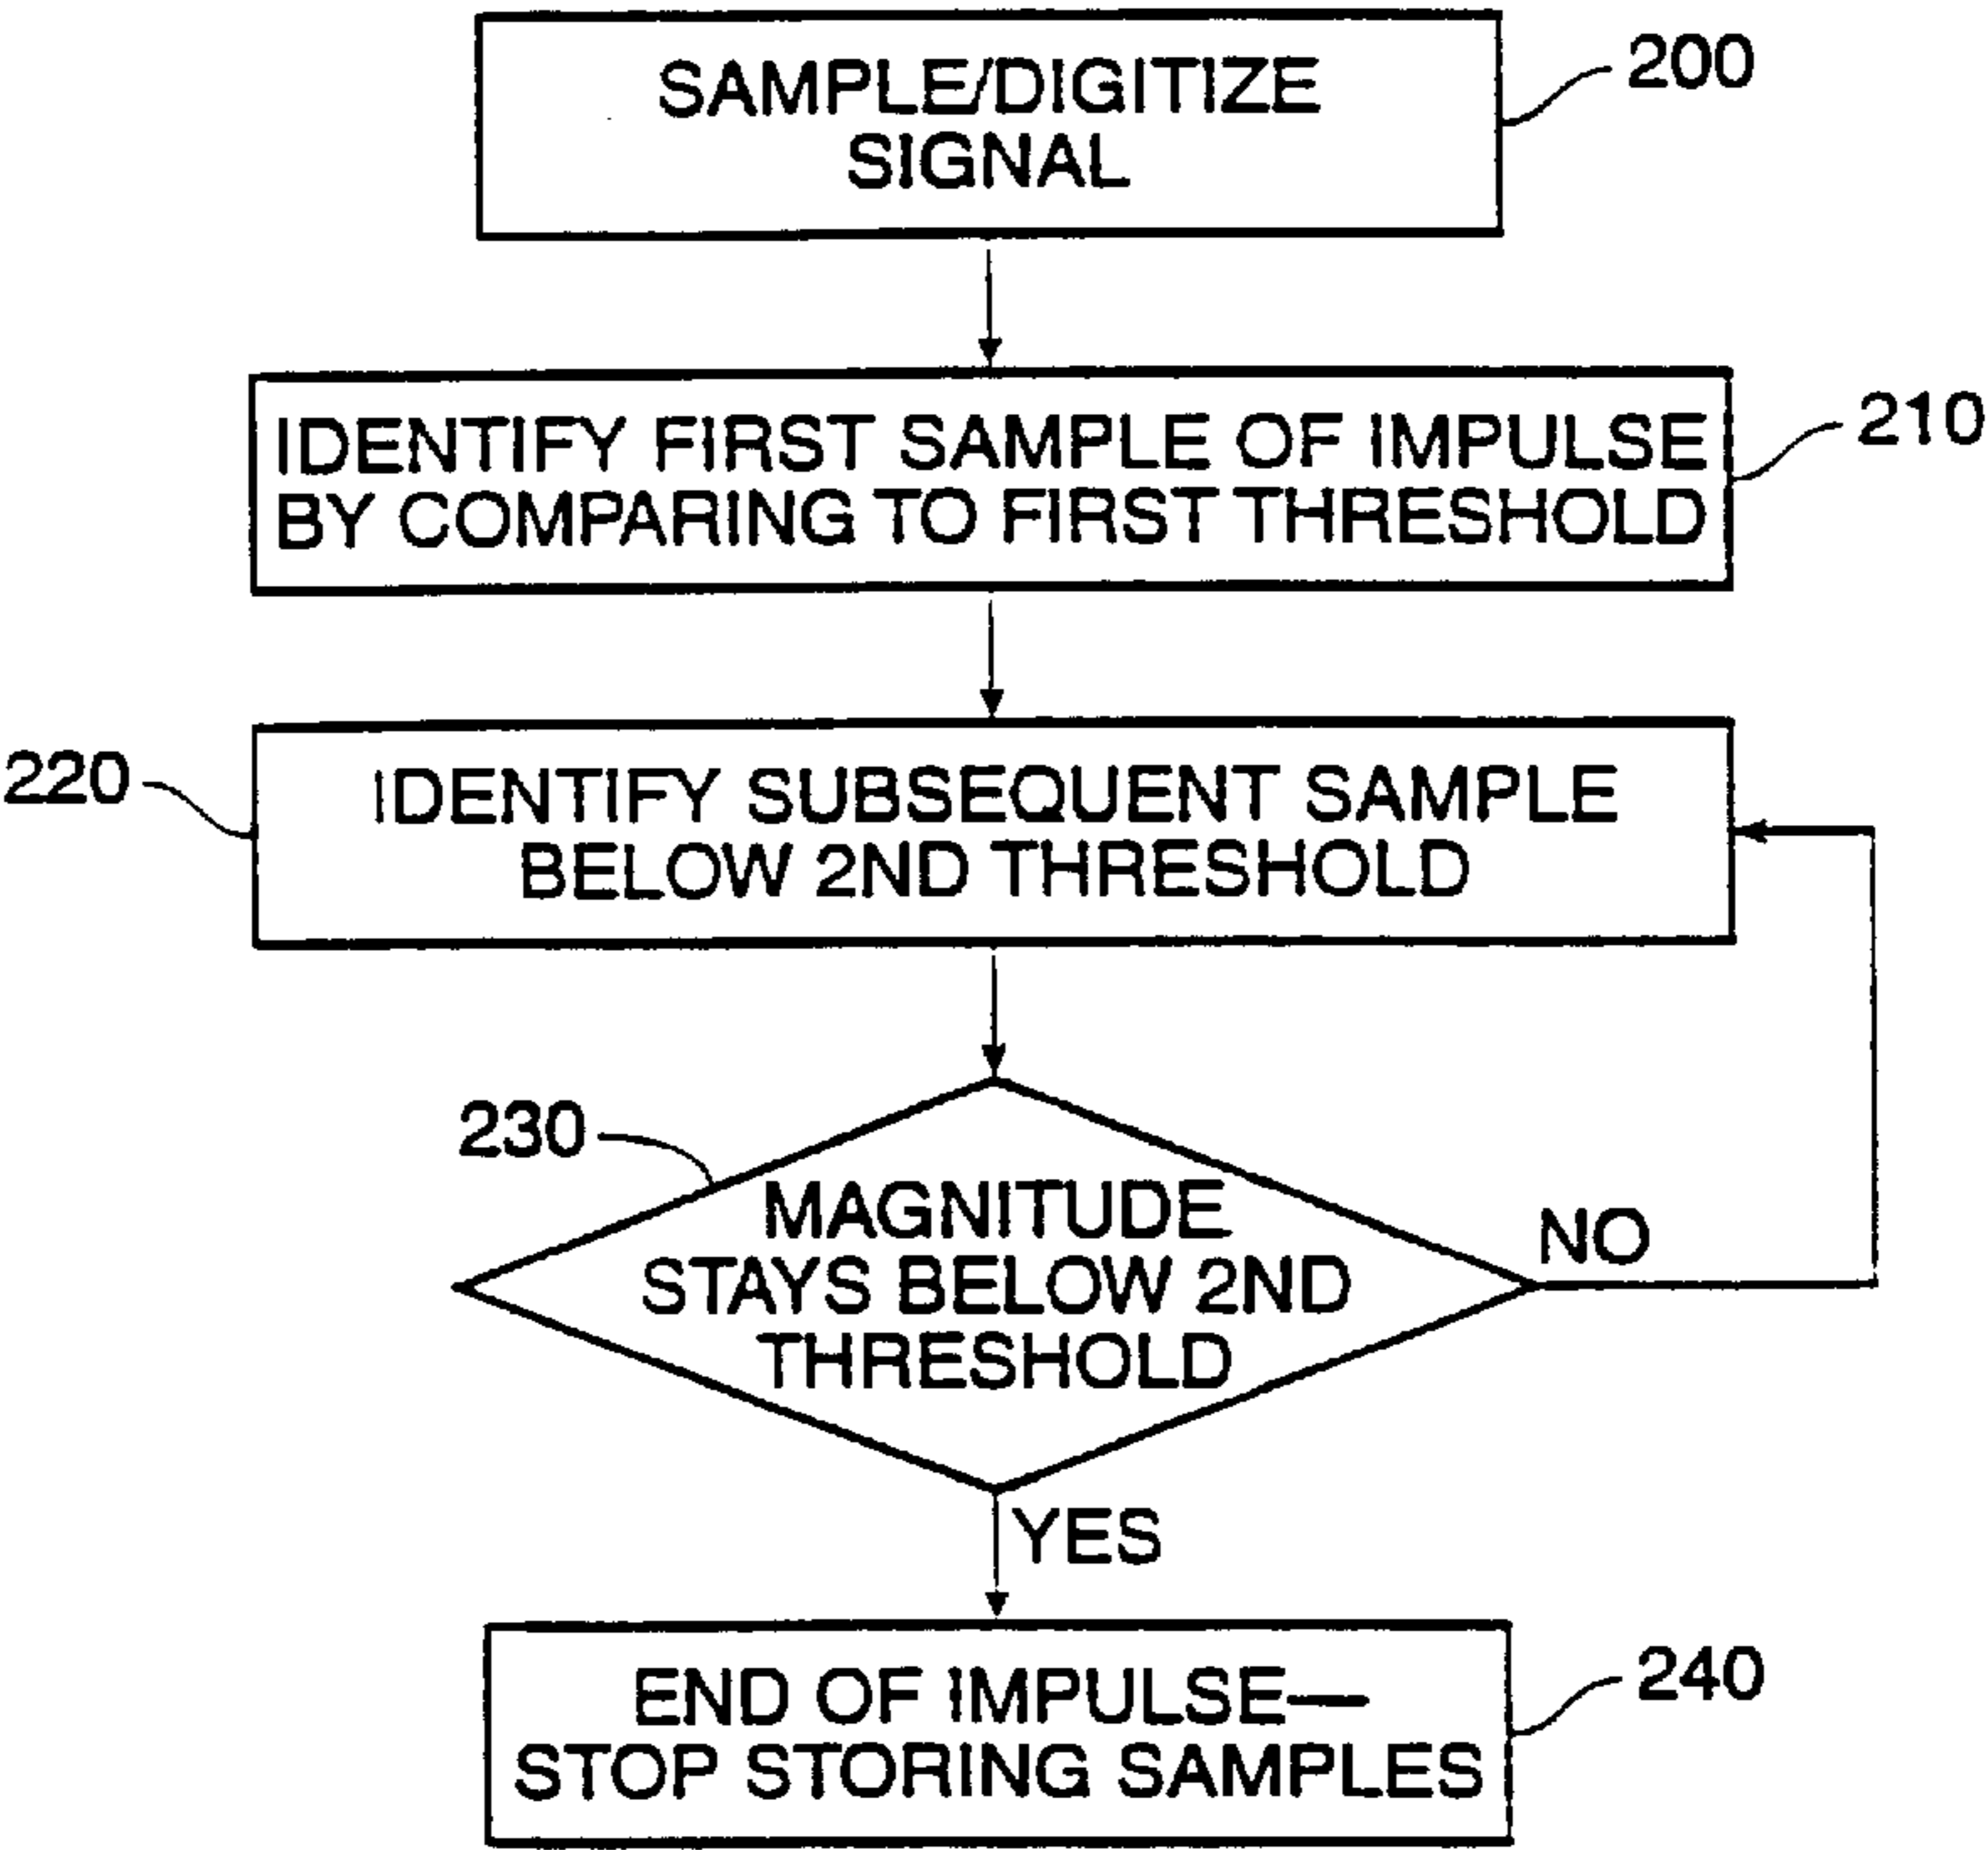 SAMPLE/DIGITIZE
SIGNAL
200
IDENTIFY FIRST SAMPLE OF IMPULSE
BY COMPARING TO FIRST THRESHOLD
210
220
IDENTIFY SUBSEQUENT SAMPLE
BELOW 2ND THRESHOLD
230
MAGNITUDE
STAYS BELOW 2ND
THRESHOLD
NO
YES
END OF IMPULSE—
STOP STORING SAMPLES
240